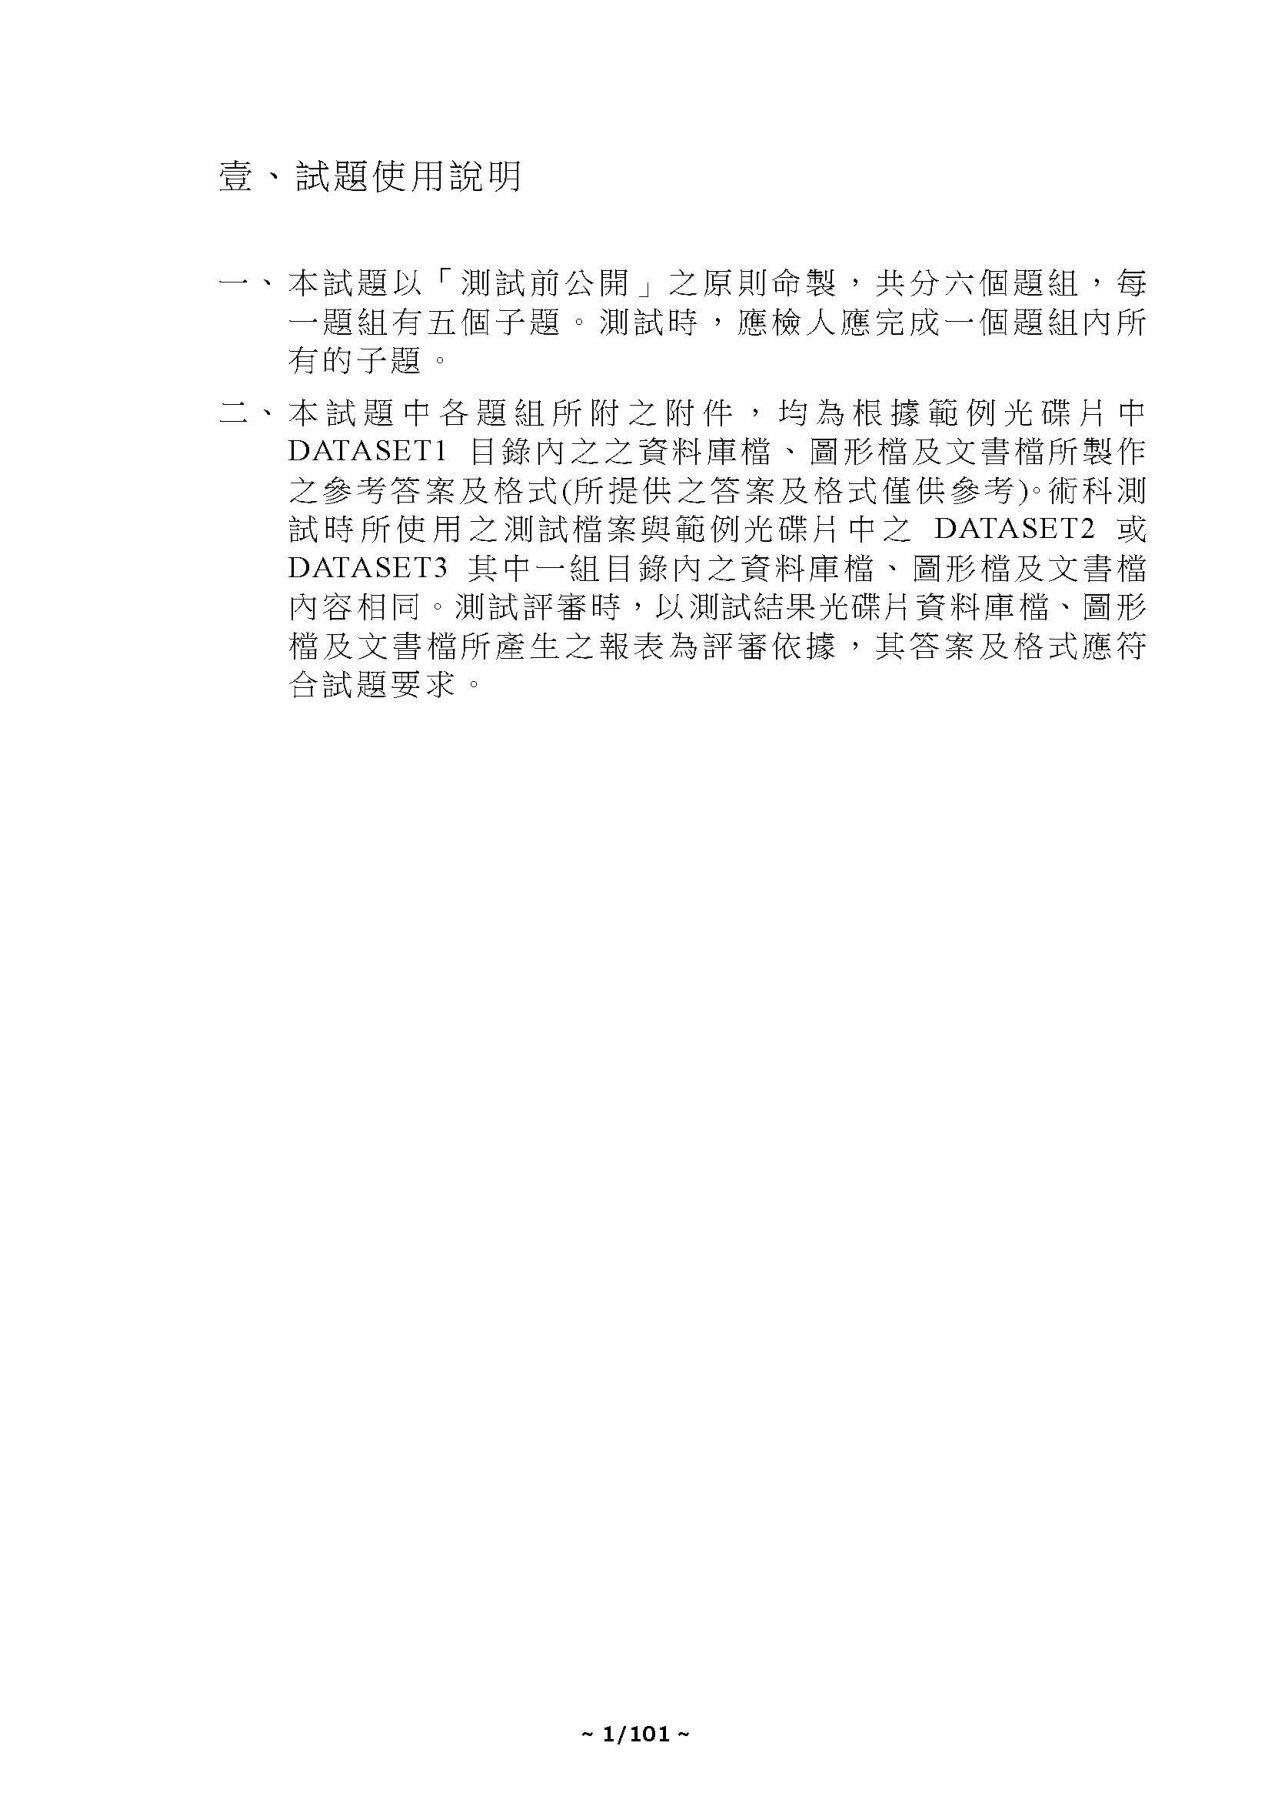 壹、試題使用說明
一、本試題以「測試前公開」之原則命製，共分六個題組，每
一題組有五個子題。測試時，應檢人應完成一個題組內所
有的子題。
二、本試題中各題組所附之附件，均為根據範例光碟片中
DATASET1 目錄內之之資料庫檔、圖形檔及文書檔所製作
之參考答案及格式(所提供之答案及格式僅供參考)。術科測
試時所使用之測試檔案與範例光碟片中之 DATASET2 或
DATASET3 其中一組目錄內之資料庫檔、圖形檔及文書檔
內容相同。測試評審時，以測試結果光碟片資料庫檔、圖形
檔及文書檔所產生之報表為評審依據，其答案及格式應符
合試題要求。
~ 1/101 ~